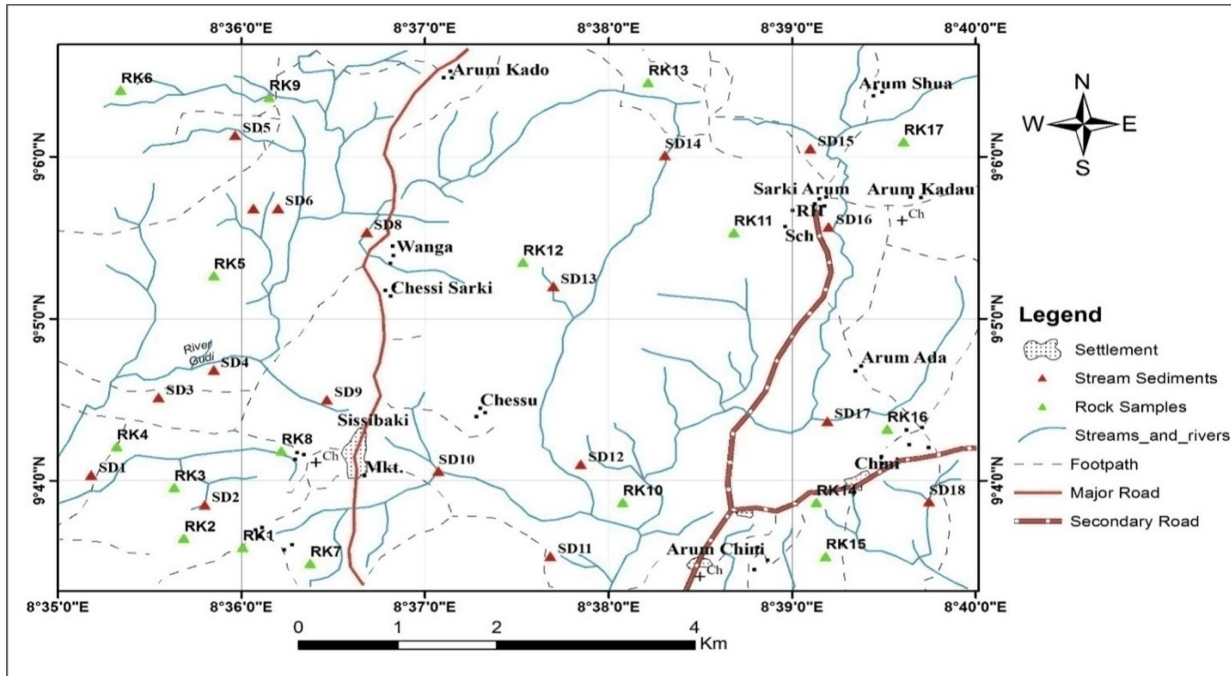 8°36'0"E 8°37'0"E 8°38'0"E 8°39'0"E 8°40'0"E
Arum Kado
RK6
RK9
RK13
Arum Shua
SD5
RK17
SD14
SD15
9°6'0"N
9°6'0"N
Sarki Arum
Arum Kadau
SD6
RH
Ch
RK11
SD16
SD8
Sch
Wanga
RK12
RK5
Chessi Sarki
SD13
9°5'0"N
9°5'0"N
River
Gudi
SD4
Arum Ada
SD3
SD9
Chessu
SD17
Sissibaki
RK16
RK4
RK8
Ch
Chini
SD1
Mkt.
SD10
SD12
9°4'0"N
9°4'0"N
RK3
SD2
RK10
RK14
SD18
RK2
RK1
RK7
SD11
Arum Chini
RK15
Ch
8°35'0"E 8°36'0"E 8°37'0"E 8°38'0"E 8°39'0"E 8°40'0"E
0 1 2 4
Km
N
W E
S
Legend
Settlement
Stream Sediments
Rock Samples
Streams_and_rivers
Footpath
Major Road
Secondary Road